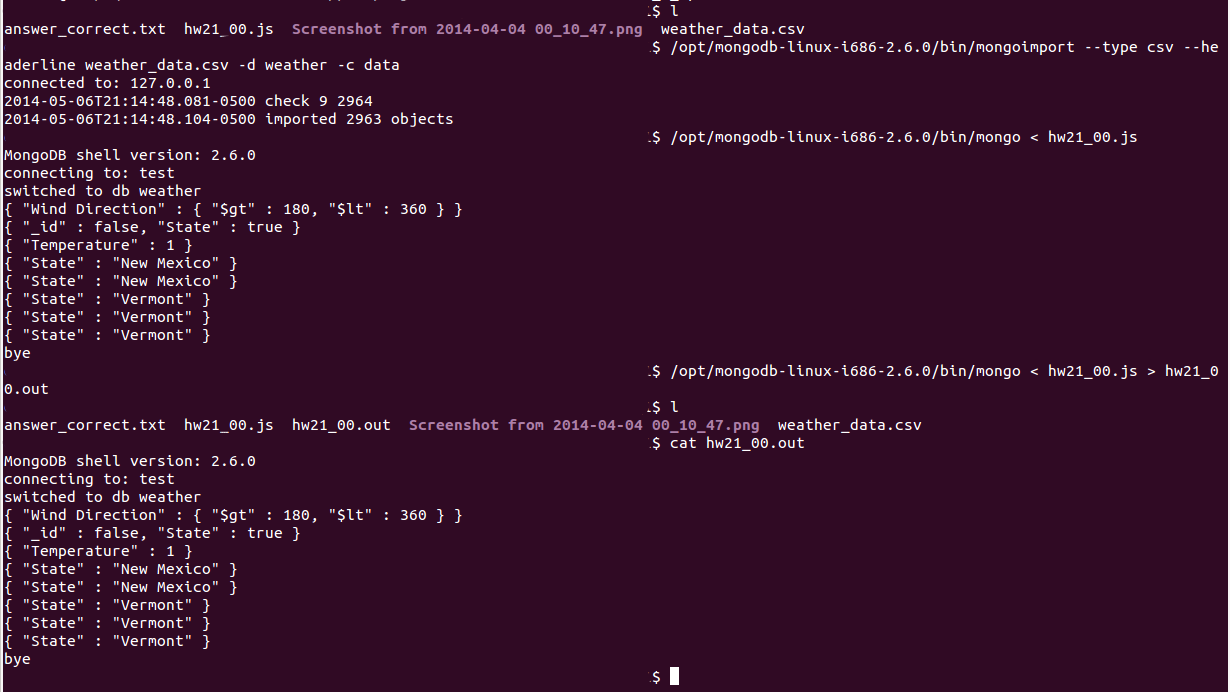 .$ l
answer_correct.txt  hw21_00.js  Screenshot from 2014-04-04 00_10_47.png  weather_data.csv
.$ /opt/mongodb-linux-i686-2.6.0/bin/mongoimport --type csv --he
aderline weather_data.csv -d weather -c data
connected to: 127.0.0.1
2014-05-06T21:14:48.081-0500 check 9 2964
2014-05-06T21:14:48.104-0500 imported 2963 objects
.$ /opt/mongodb-linux-i686-2.6.0/bin/mongo < hw21_00.js
MongoDB shell version: 2.6.0
connecting to: test
switched to db weather
{ "Wind Direction" : { "$gt" : 180, "$lt" : 360 } }
{ "_id" : false, "State" : true }
{ "Temperature" : 1 }
{ "State" : "New Mexico" }
{ "State" : "New Mexico" }
{ "State" : "Vermont" }
{ "State" : "Vermont" }
{ "State" : "Vermont" }
bye
.$ /opt/mongodb-linux-i686-2.6.0/bin/mongo < hw21_00.js > hw21_0
0.out
.$ l
answer_correct.txt  hw21_00.js  hw21_00.out  Screenshot from 2014-04-04 00_10_47.png  weather_data.csv
.$ cat hw21_00.out
MongoDB shell version: 2.6.0
connecting to: test
switched to db weather
{ "Wind Direction" : { "$gt" : 180, "$lt" : 360 } }
{ "_id" : false, "State" : true }
{ "Temperature" : 1 }
{ "State" : "New Mexico" }
{ "State" : "New Mexico" }
{ "State" : "Vermont" }
{ "State" : "Vermont" }
{ "State" : "Vermont" }
bye
.$